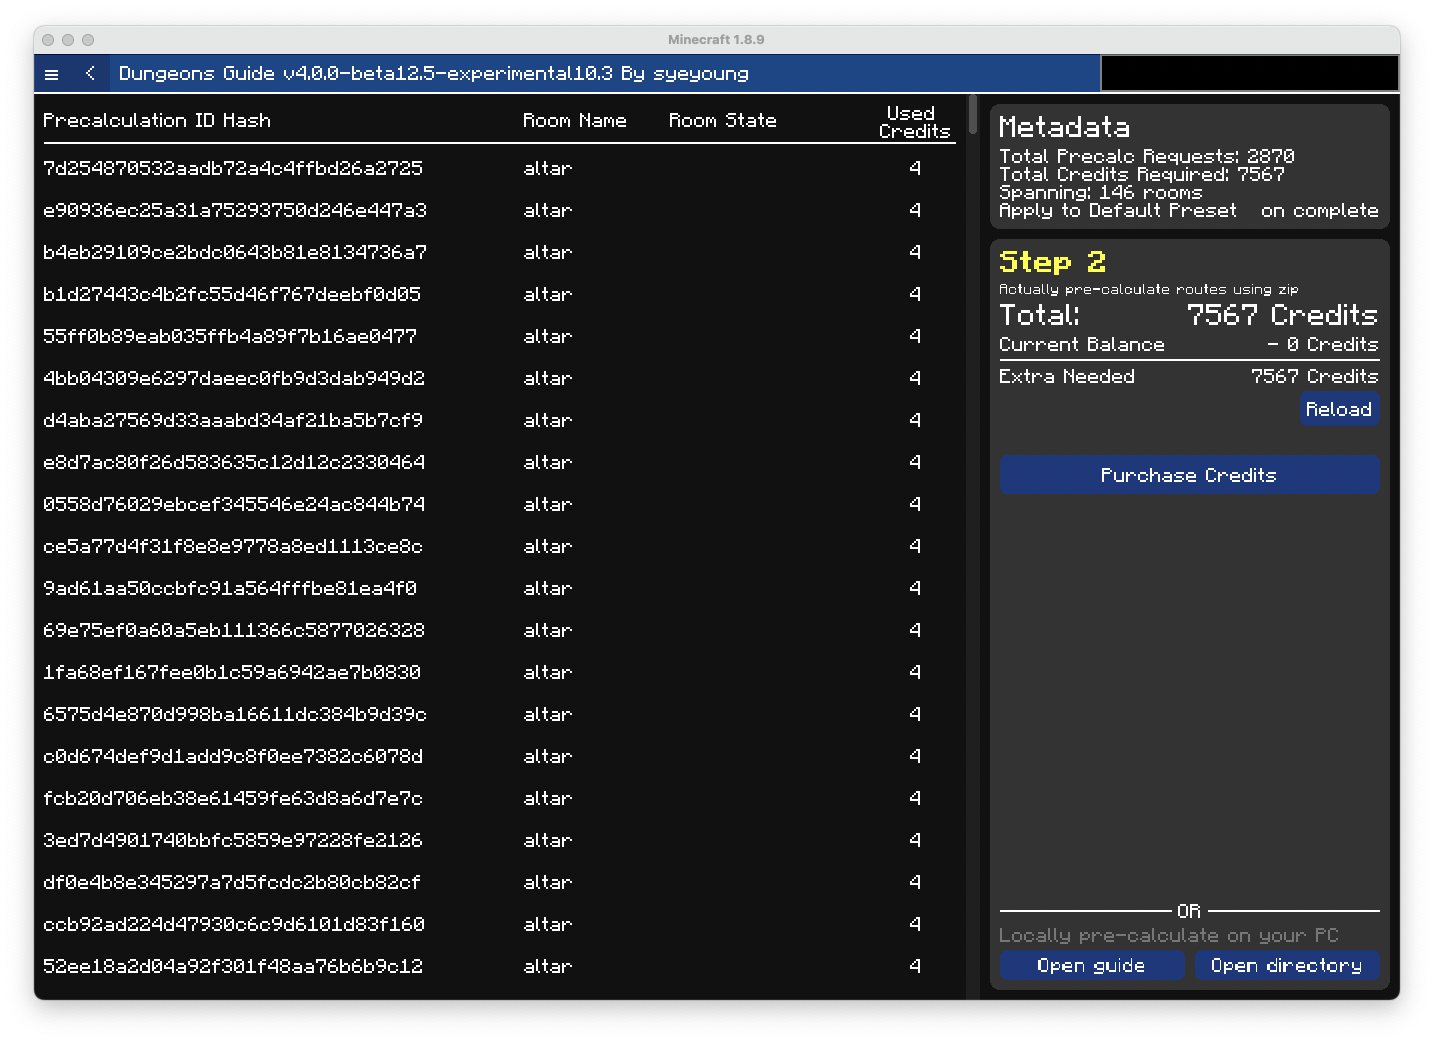 Minecraft 1.8.9
Dungeons Guide v4.0.0-beta12.5-experimental10.3 By syeyoung
Precalculation ID Hash Room Name Room State Used Credits
7d254870532aadb72a4c4ffbd26a2725 altar 4
e90936ec25a31a75293750d246e447a3 altar 4
b4eb29109ce2bdc0643b81e8134736a7 altar 4
b1d27443c4b2fc55d46f767deebf0d05 altar 4
55ff0b89eab035ffb4a89f7b16ae0477 altar 4
4bb04309e6297daeec0fb9d3dab949d2 altar 4
d4aba27569d33aaabd34af21ba5b7cf9 altar 4
e8d7ac80f26d583635c12d12c2330464 altar 4
0558d76029ebcef345546e24ac844b74 altar 4
ce5a77d4f31f8e8e9778a8ed1113ce8c altar 4
9ad61aa50ccbfc91a564fffbe81ea4f0 altar 4
69e75ef0a60a5eb111366c5877026328 altar 4
1fa68ef167fee0b1c59a6942ae7b0830 altar 4
6575d4e870d998ba16611dc384b9d39c altar 4
c0d674def9d1add9c8f0ee7382c6078d altar 4
fcb20d706eb38e61459fe63d8a6d7e7c altar 4
3ed7d4901740bbfc5859e97228fe2126 altar 4
df0e4b8e345297a7d5fcdc2b80cb82cf altar 4
ccb92ad224d47930c6c9d6101d83f160 altar 4
52ee18a2d04a92f301f48aa76b6b9c12 altar 4
Metadata
Total Precalc Requests: 2870
Total Credits Required: 7567
Spanning: 146 rooms
Apply to Default Preset on complete
Step 2
Actually pre-calculate routes using zip
Total: 7567 Credits
Current Balance - 0 Credits
Extra Needed 7567 Credits
Reload
Purchase Credits
OR
Locally pre-calculate on your PC
Open guide Open directory